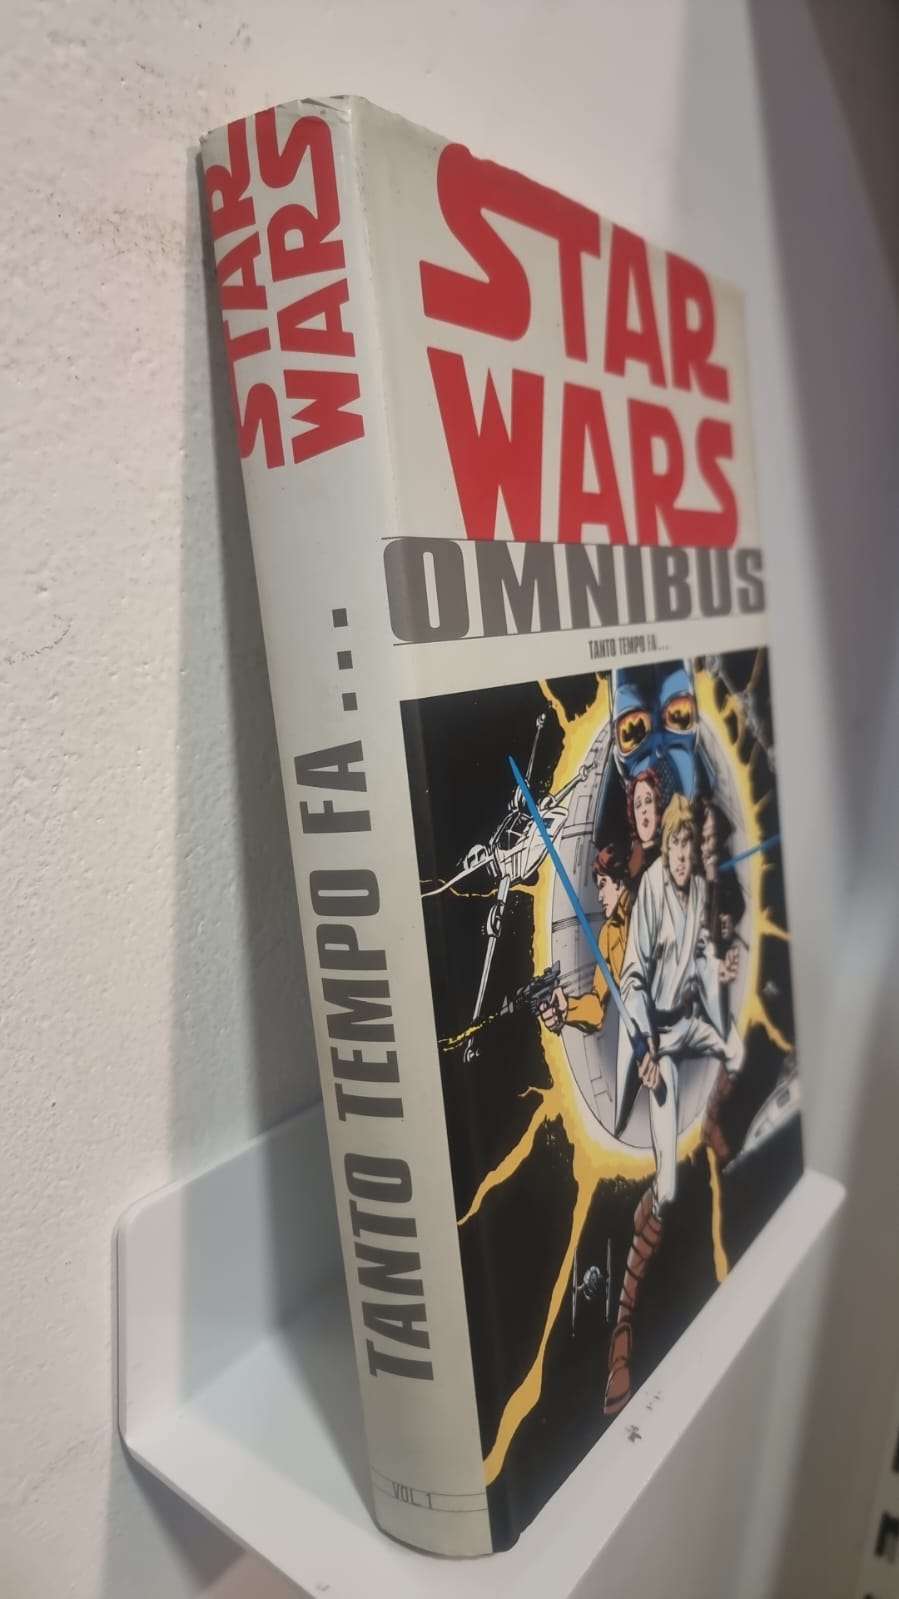 STAR
WARS
TANTO TEMPO FA...
VOL. 1
STAR
WARS
OMNIBUS
TANTO TEMPO FA...